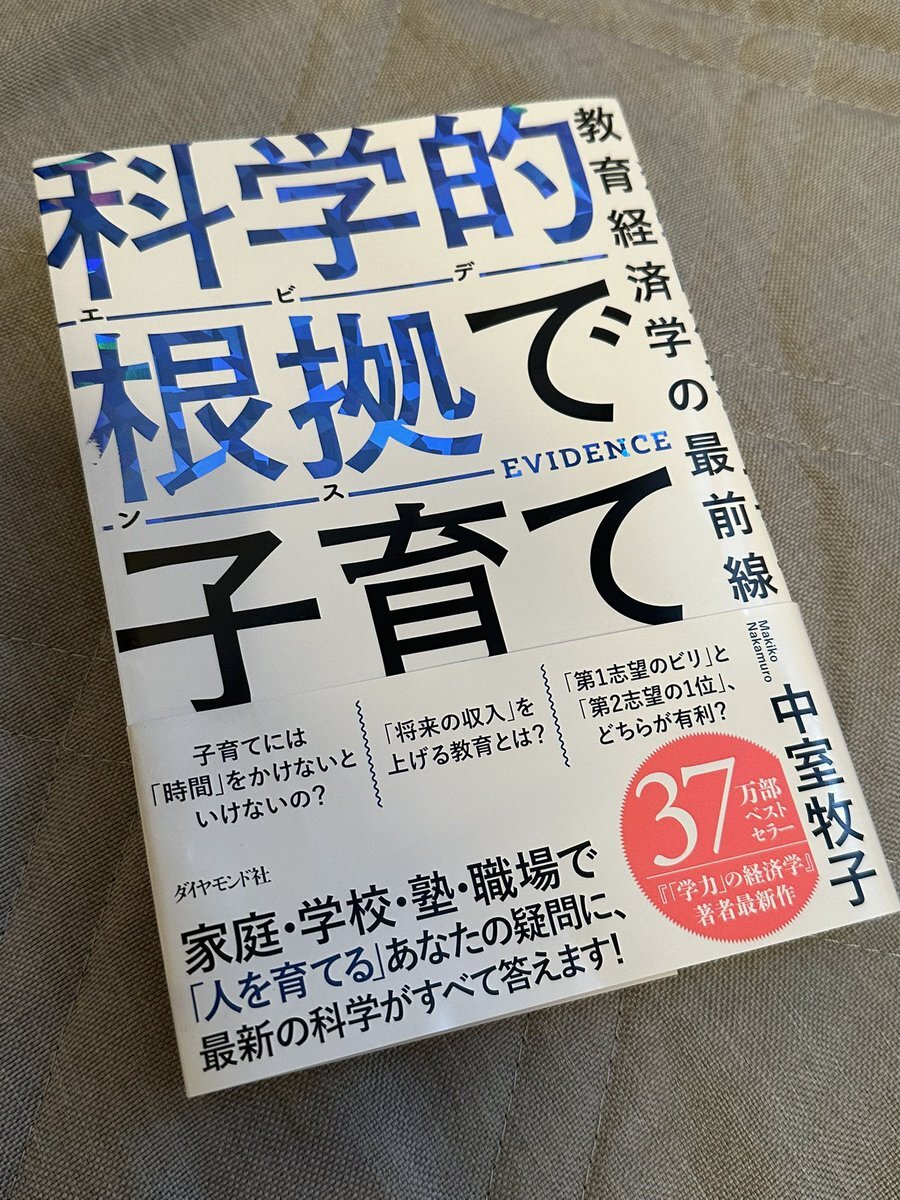 科学的
エビデ
根拠で
ンス
EVIDENCE
子育て
教育経済学の最前線
Makiko
Nakamuro
中室牧子
子育てには
「時間」をかけないと
いけないの?
「将来の収入」を
上げる教育とは?
「第1志望のビリ」と
「第2志望の1位」、
どちらが有利?
37万部
ベスト
セラー
『「学力」の経済学』
著者最新作
ダイヤモンド社
家庭・学校・塾・職場で
「人を育てる」あなたの疑問に、
最新の科学がすべて答えます!